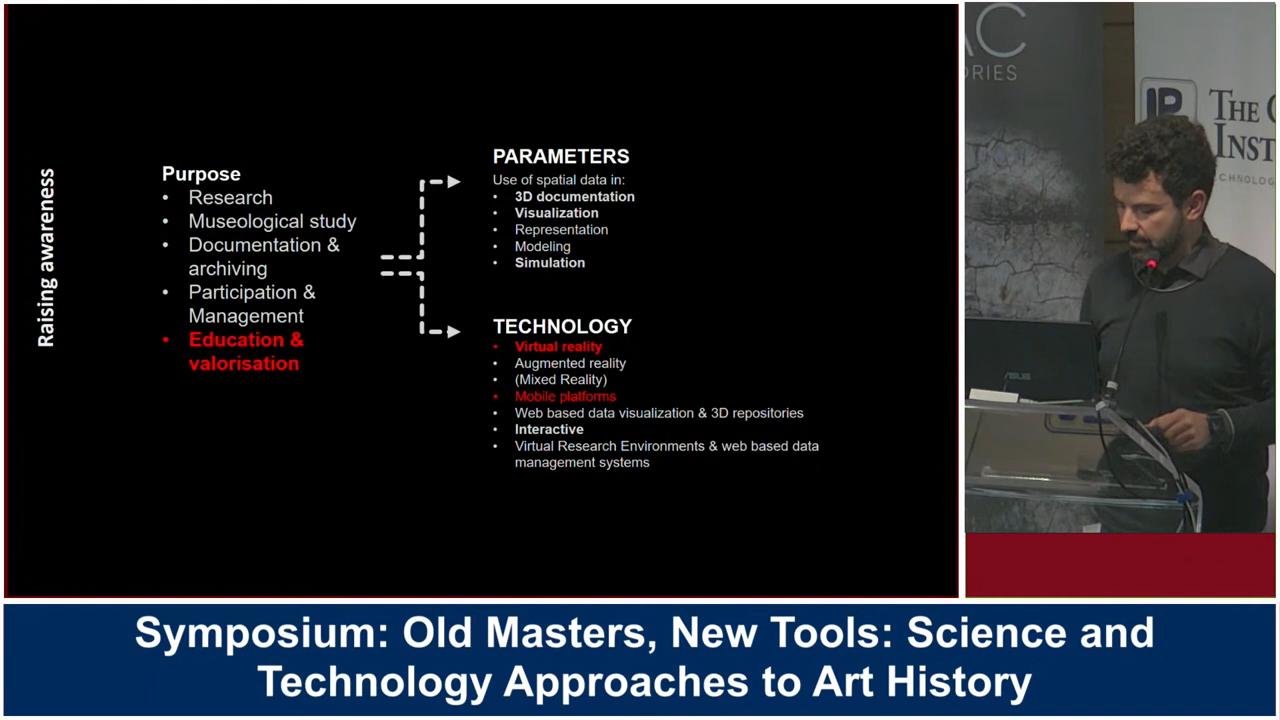 Raising awareness
Purpose
• Research
• Museological study
• Documentation &
archiving
• Participation &
Management
• Education &
valorisation
PARAMETERS
Use of spatial data in:
• 3D documentation
• Visualization
• Representation
• Modeling
• Simulation
TECHNOLOGY
• Virtual reality
• Augmented reality
• (Mixed Reality)
• Mobile platforms
• Web based data visualization & 3D repositories
• Interactive
• Virtual Research Environments & web based data
management systems
ASUS
THE
INST
Symposium: Old Masters, New Tools: Science and
Technology Approaches to Art History